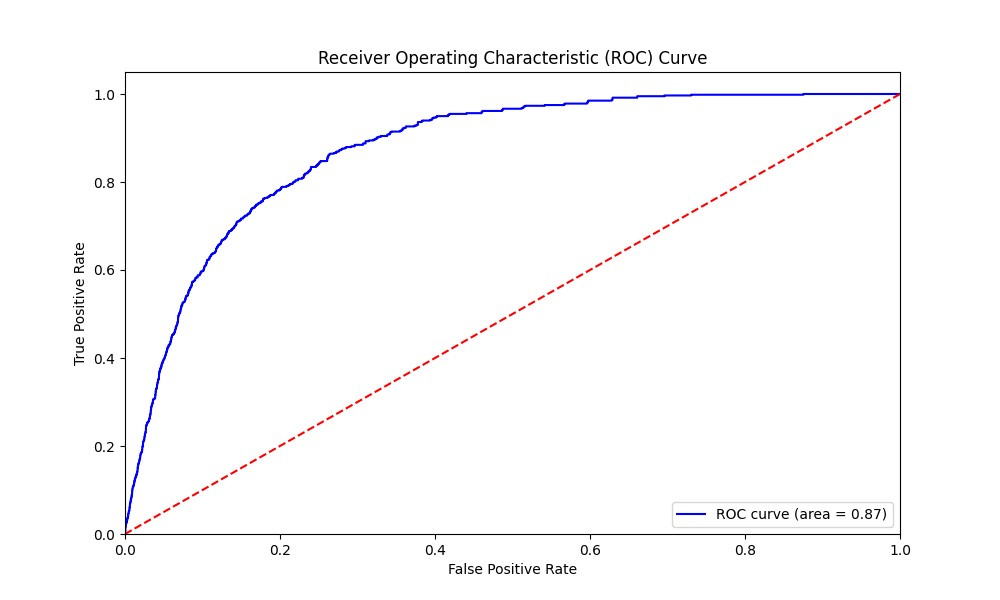 Receiver Operating Characteristic (ROC) Curve
1.0
0.8
0.6
0.4
0.2
0.0
True Positive Rate
ROC curve (area = 0.87)
0.0 0.2 0.4 0.6 0.8 1.0
False Positive Rate